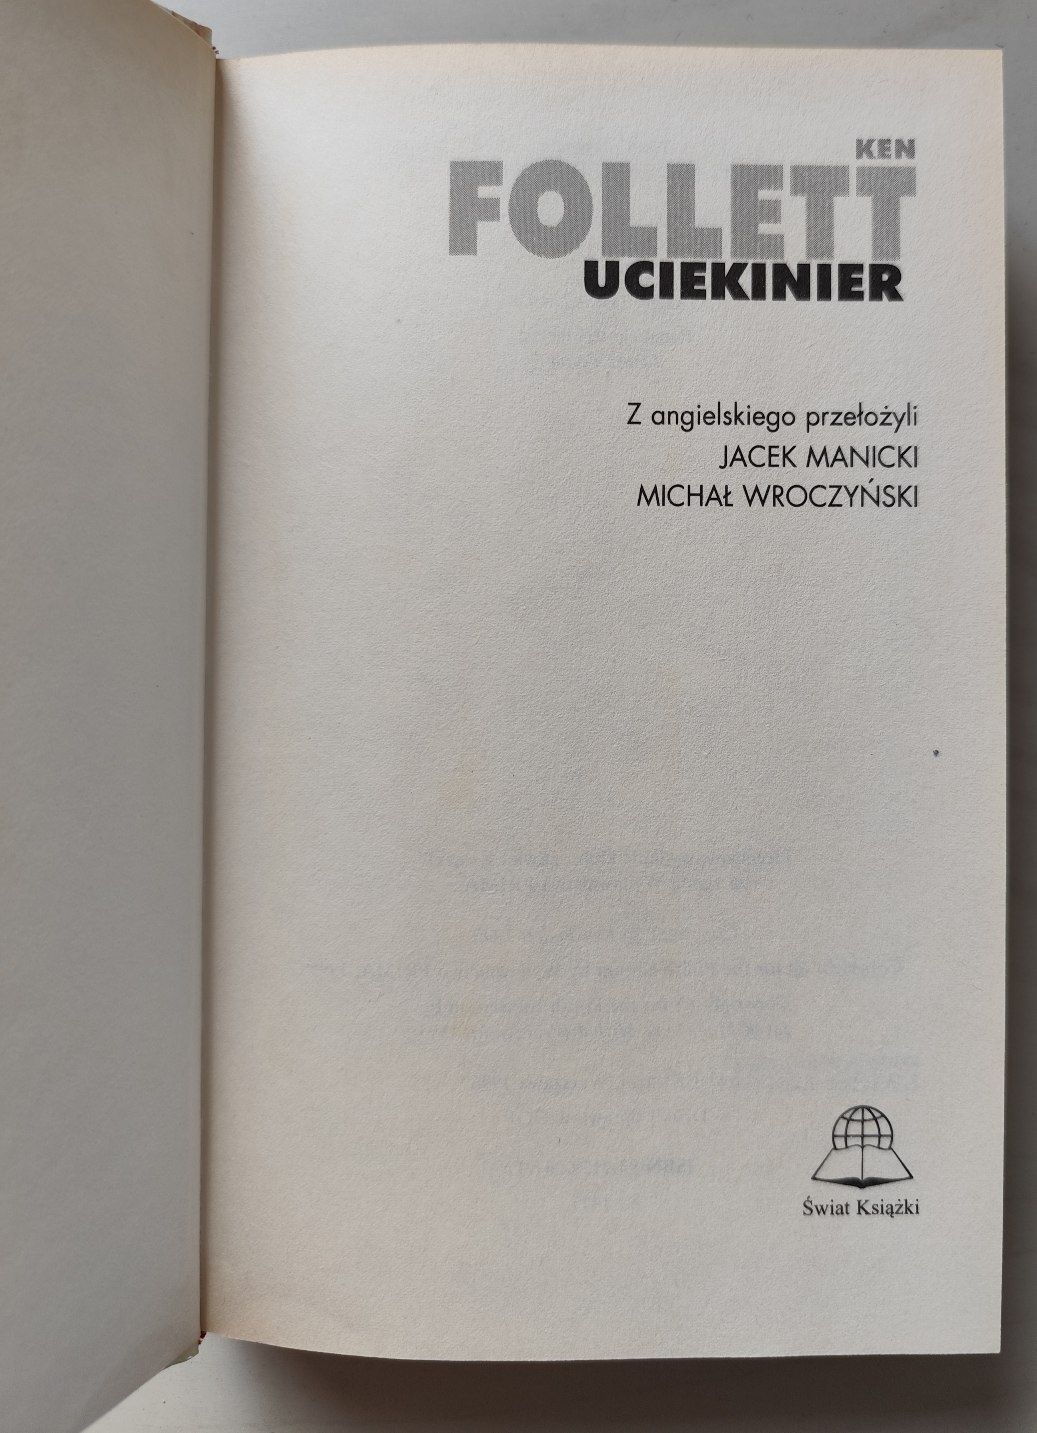 KEN
FOLLETT
UCIEKINIER
Z angielskiego przełożyli
JACEK MANICKI
MICHAŁ WROCZYŃSKI
Świat Książki